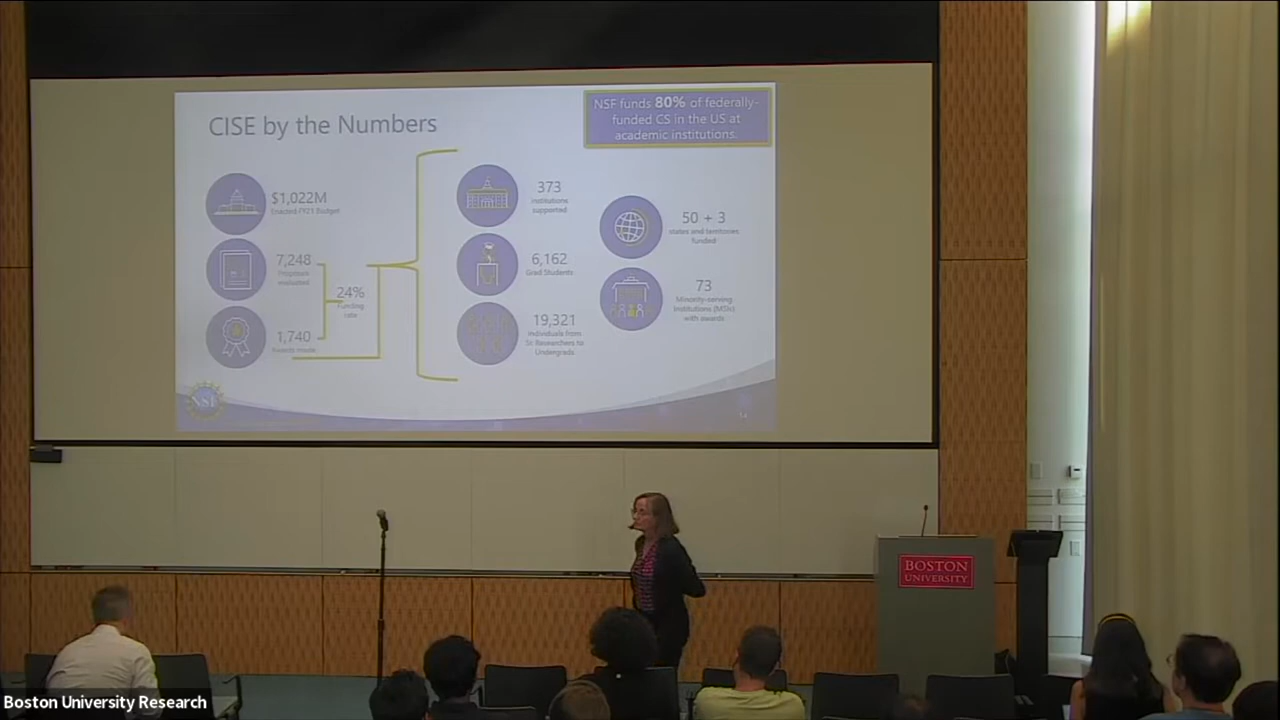 CISE by the Numbers
NSF funds 80% of federally-
funded CS in the US at
academic institutions.
$1,022M
Enacted FY21 Budget
7,248
Proposals
evaluated
24%
Funding
rate
1,740
Awards made
373
Institutions
supported
6,162
Grad Students
19,321
Individuals from
Sr. Researchers to
Undergrads
50 + 3
states and territories
funded
73
Minority-serving
Institutions (MSIs)
with awards
NSF
14
BOSTON
UNIVERSITY
Boston University Research